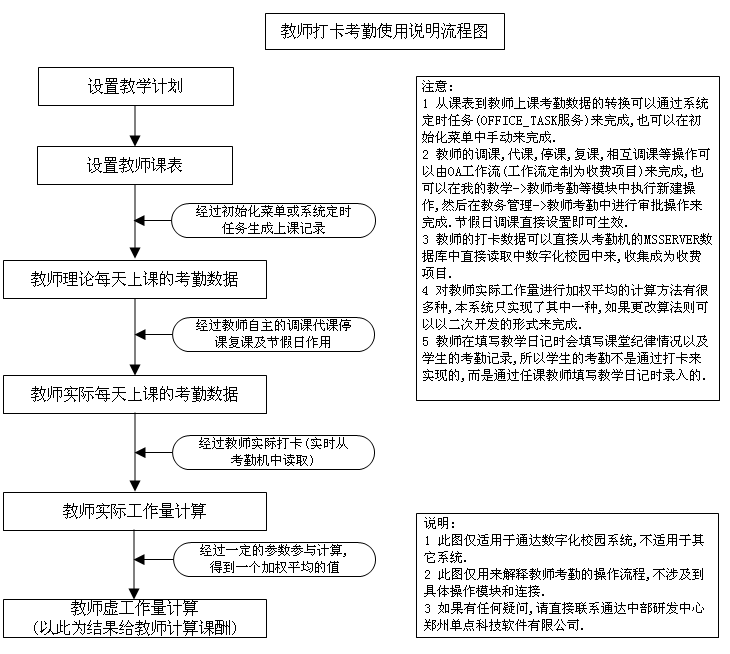 教师打卡考勤使用说明流程图
设置教学计划
设置教师课表
经过初始化菜单或系统定时
任务生成上课记录
教师理论每天上课的考勤数据
经过教师自主的调课代课停
课复课及节假日作用
教师实际每天上课的考勤数据
经过教师实际打卡(实时从
考勤机中读取)
教师实际工作量计算
经过一定的参数参与计算,
得到一个加权平均的值
教师虚工作量计算
(以此为结果给教师计算课酬)
注意:
1 从课表到教师上课考勤数据的转换可以通过系统
定时任务(OFFICE_TASK服务)来完成,也可以在初
始化菜单中手动来完成.
2 教师的调课,代课,停课,复课,相互调课等操作可
以由OA工作流(工作流定制为收费项目)来完成,也
可以在我的教学->教师考勤等模块中执行新建操
作,然后在教务管理->教师考勤中进行审批操作来
完成.节假日调课直接设置即可生效.
3 教师的打卡数据可以直接从考勤机的MSSERVER数
据库中直接读取中数字化校园中来,收集成为收费
项目.
4 对教师实际工作量进行加权平均的计算方法有很
多种,本系统只实现了其中一种,如果更改算法则可
以以二次开发的形式来完成.
5 教师在填写教学日记时会填写课堂纪律情况以及
学生的考勤记录,所以学生的考勤不是通过打卡来
实现的,而是通过任课教师填写教学日记时录入的.
说明:
1 此图仅适用于通达数字化校园系统,不适用于其
它系统.
2 此图仅用来解释教师考勤的操作流程,不涉及到
具体操作模块和连接.
3 如果有任何疑问,请直接联系通达中部研发中心
郑州单点科技软件有限公司.